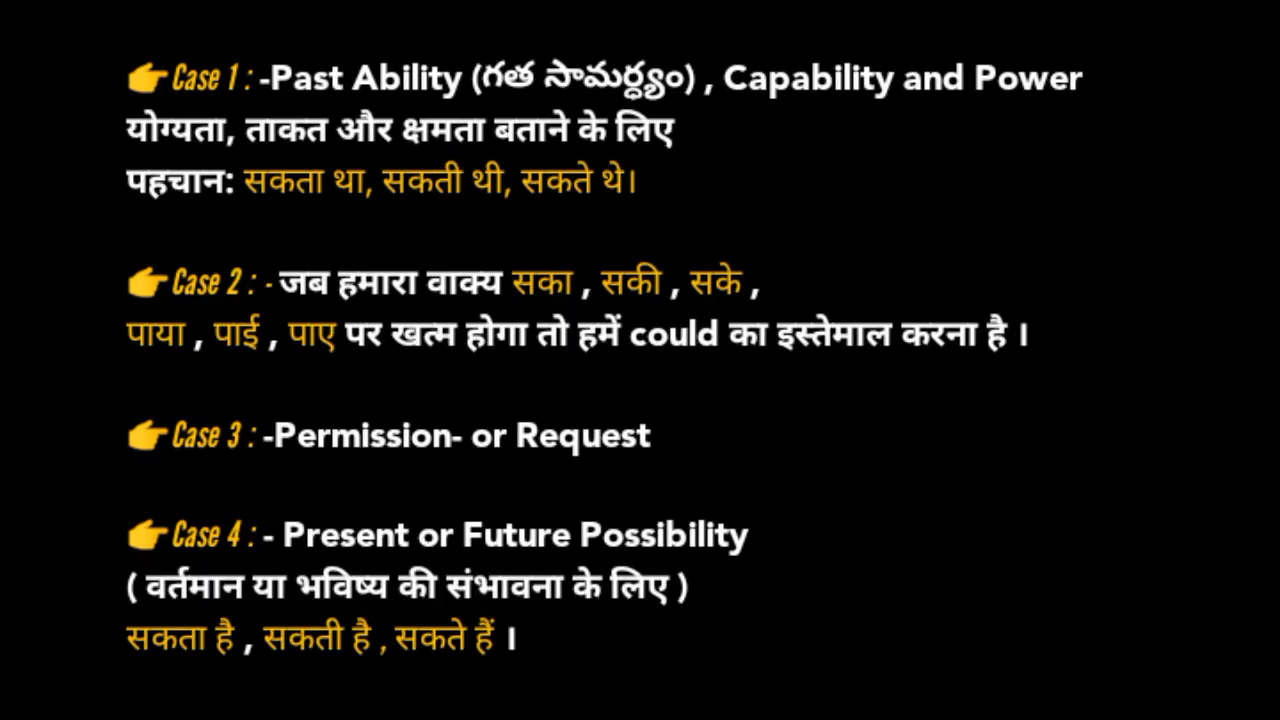 👉Case 1 : -Past Ability (గత సామర్ధ్యం) , Capability and Power
योग्यता, ताकत और क्षमता बताने के लिए
पहचान: सकता था, सकती थी, सकते थे।
👉Case 2 : - जब हमारा वाक्य सका , सकी , सके ,
पाया , पाई , पाए पर खत्म होगा तो हमें could का इस्तेमाल करना है ।
👉Case 3 : -Permission- or Request
👉Case 4 : - Present or Future Possibility
( वर्तमान या भविष्य की संभावना के लिए )
सकता है , सकती है , सकते हैं ।